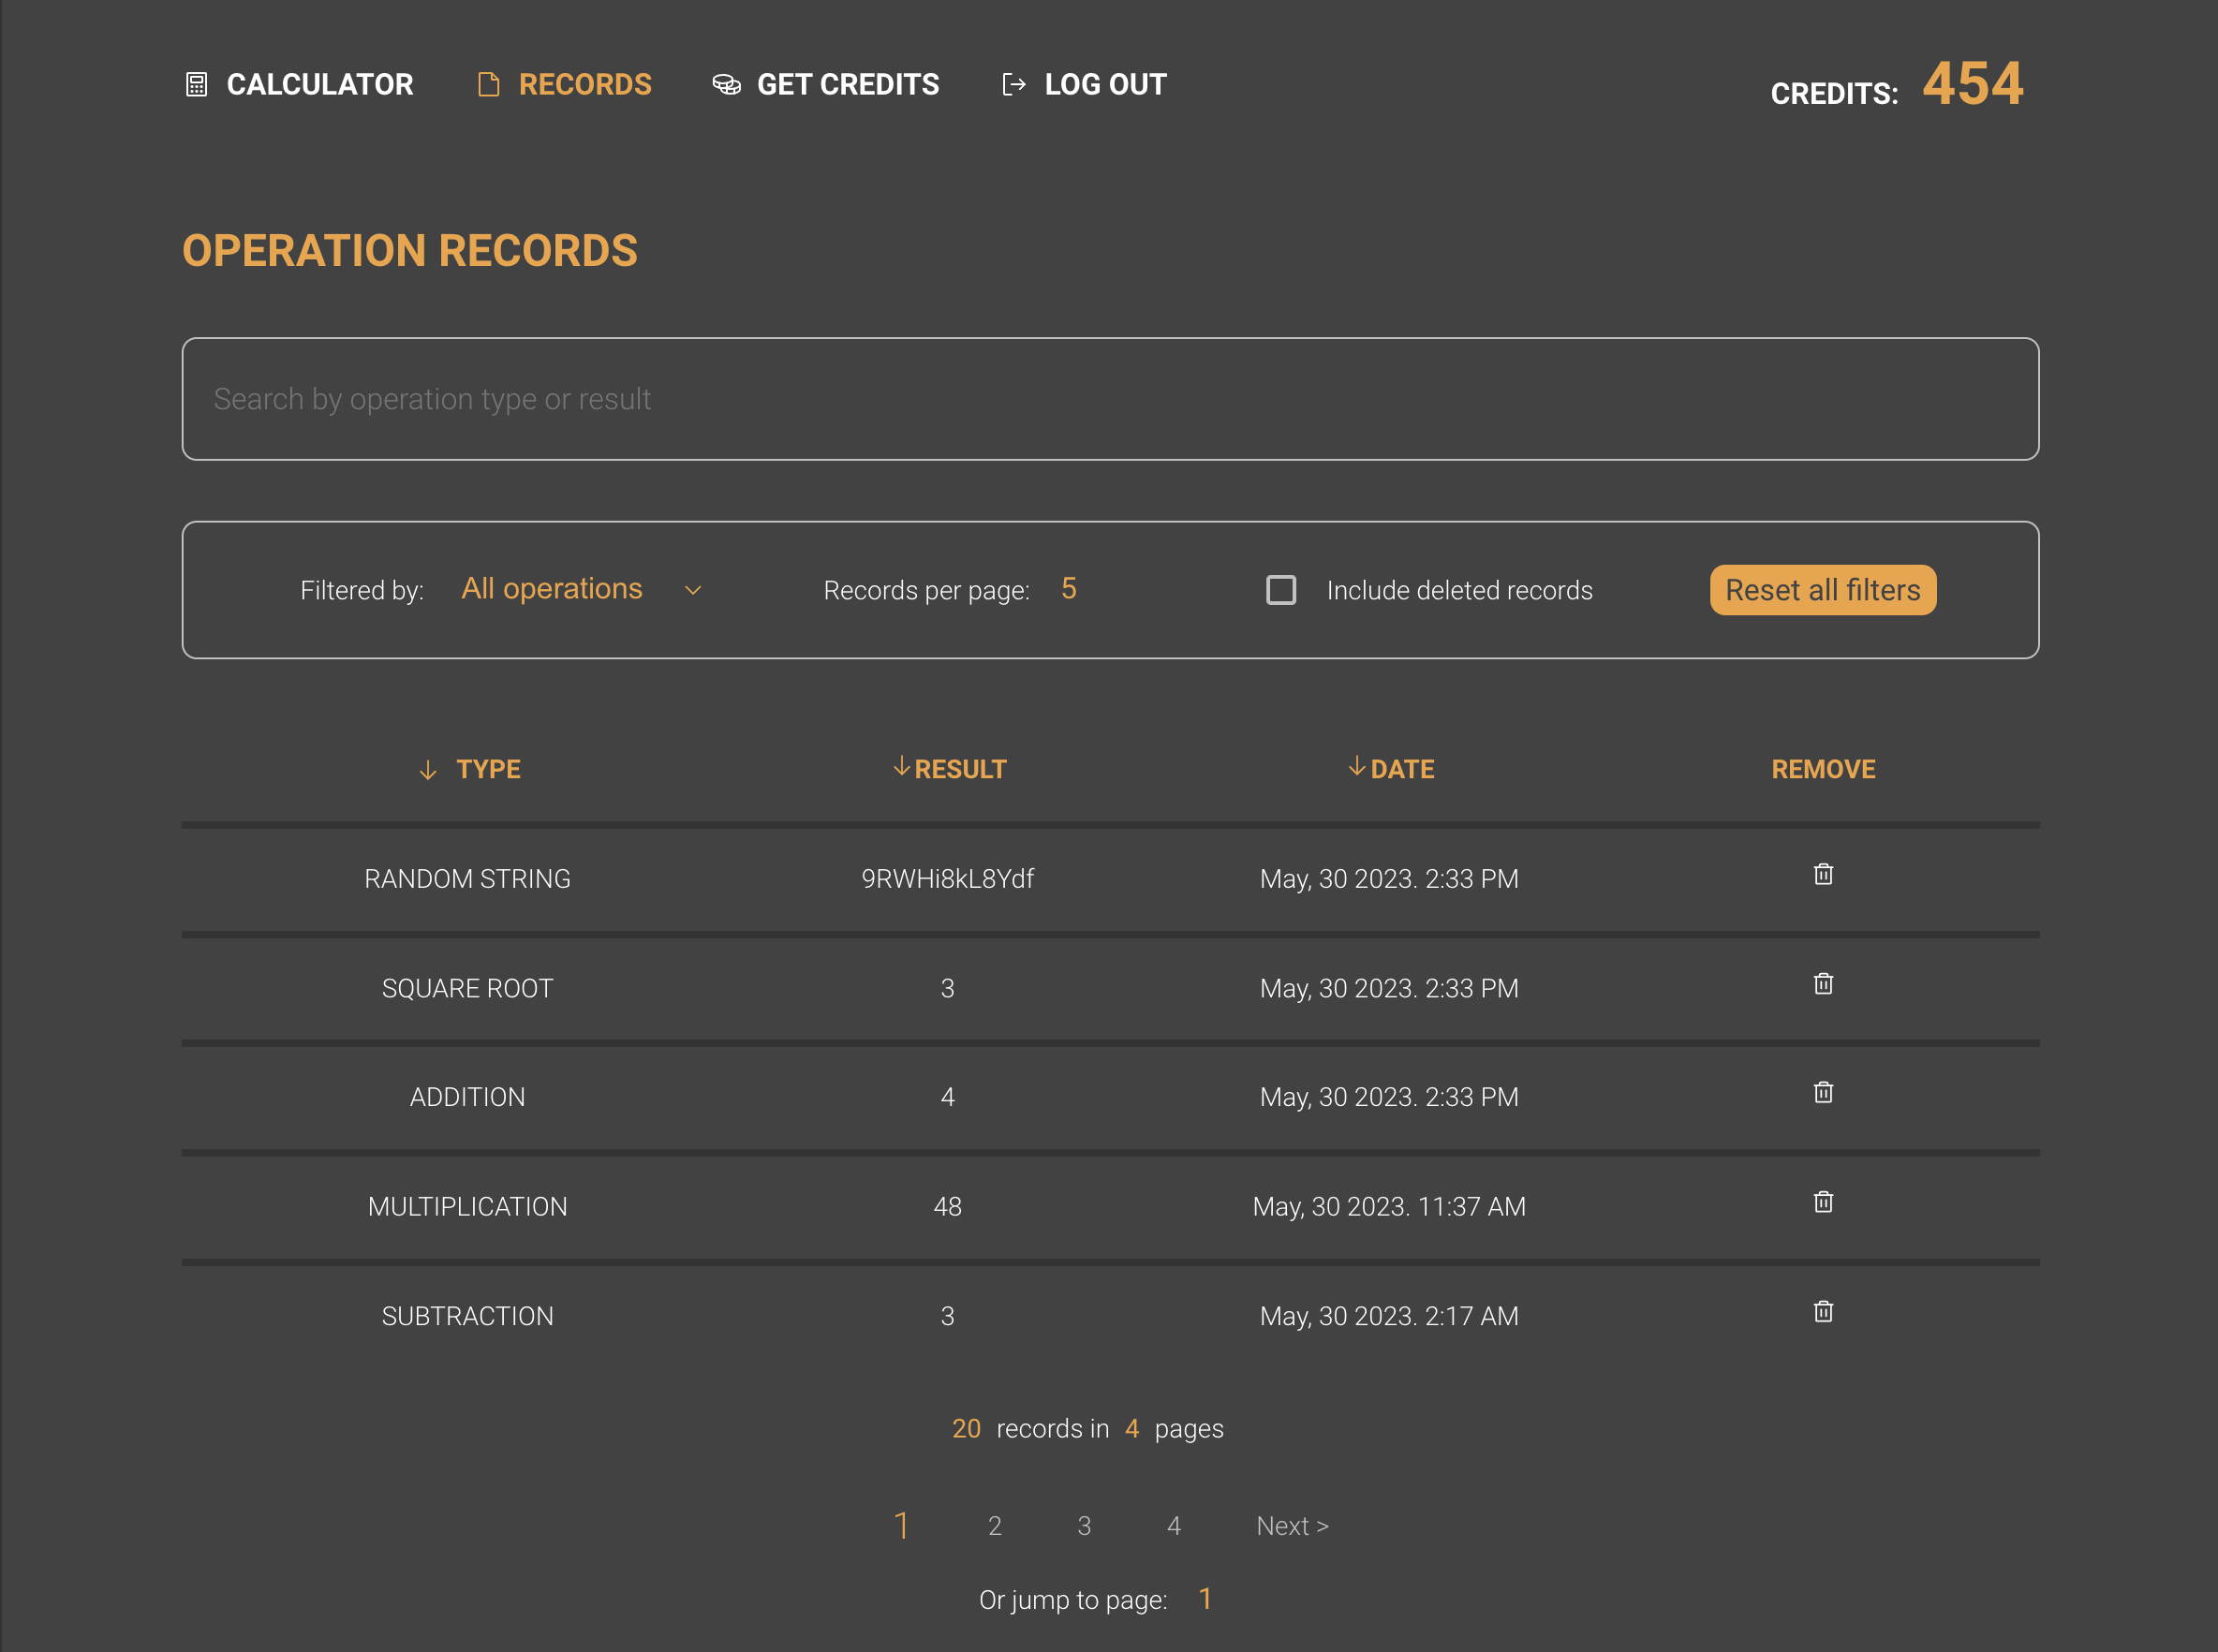 CALCULATOR RECORDS GET CREDITS LOG OUT CREDITS: 454
OPERATION RECORDS
Search by operation type or result
Filtered by: All operations Records per page: 5 Include deleted records Reset all filters
TYPE RESULT DATE REMOVE
RANDOM STRING 9RWHi8kL8Ydf May, 30 2023. 2:33 PM
SQUARE ROOT 3 May, 30 2023. 2:33 PM
ADDITION 4 May, 30 2023. 2:33 PM
MULTIPLICATION 48 May, 30 2023. 11:37 AM
SUBTRACTION 3 May, 30 2023. 2:17 AM
20 records in 4 pages
1 2 3 4 Next >
Or jump to page: 1